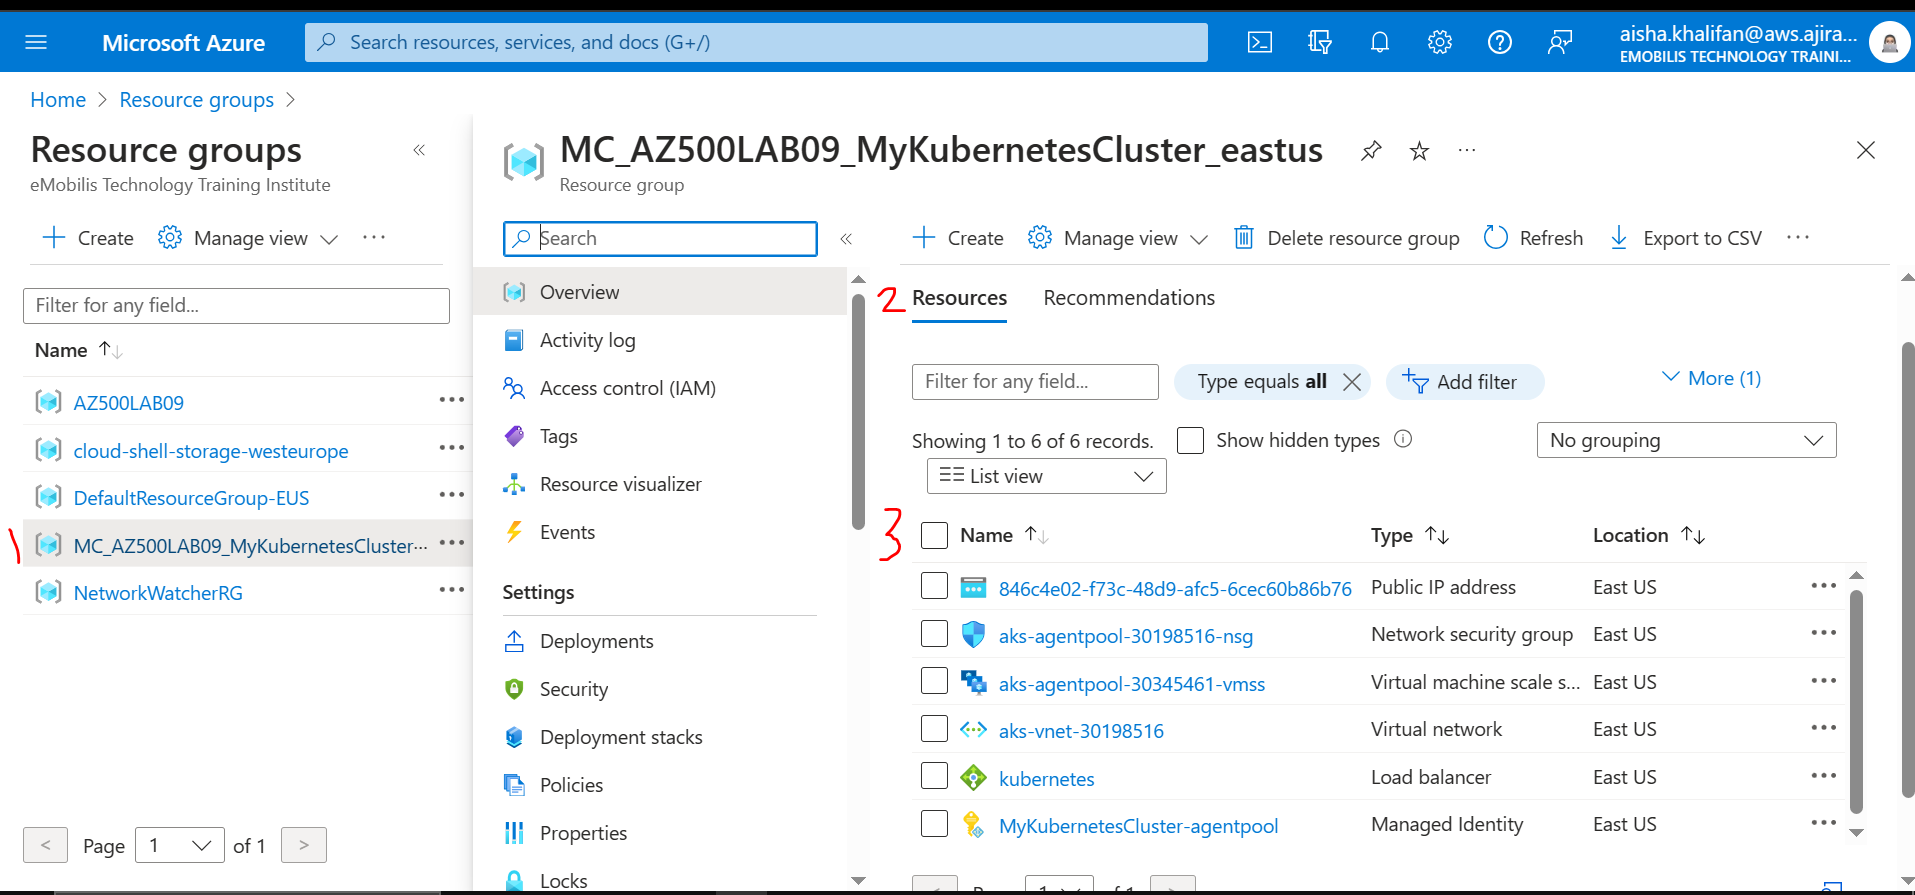 Microsoft Azure
Search resources, services, and docs (G+/)
aisha.khalifan@aws.ajira...
EMOBILIS TECHNOLOGY TRAINI...
Home > Resource groups >
Resource groups
eMobilis Technology Training Institute
Create Manage view ...
Filter for any field...
Name
AZ500LAB09
cloud-shell-storage-westeurope
DefaultResourceGroup-EUS
1 MC_AZ500LAB09_MyKubernetesCluster...
NetworkWatcherRG
< Page 1 of 1 >
MC_AZ500LAB09_MyKubernetesCluster_eastus
Resource group
Search
Overview
Activity log
Access control (IAM)
Tags
Resource visualizer
Events
Settings
Deployments
Security
Deployment stacks
Policies
Properties
Locks
Create Manage view Delete resource group Refresh Export to CSV ...
2 Resources Recommendations
Filter for any field... Type equals all Add filter More (1)
Showing 1 to 6 of 6 records. Show hidden types No grouping
List view
3 Name Type Location
846c4e02-f73c-48d9-afc5-6cec60b86b76 Public IP address East US
aks-agentpool-30198516-nsg Network security group East US
aks-agentpool-30345461-vmss Virtual machine scale s... East US
aks-vnet-30198516 Virtual network East US
kubernetes Load balancer East US
MyKubernetesCluster-agentpool Managed Identity East US